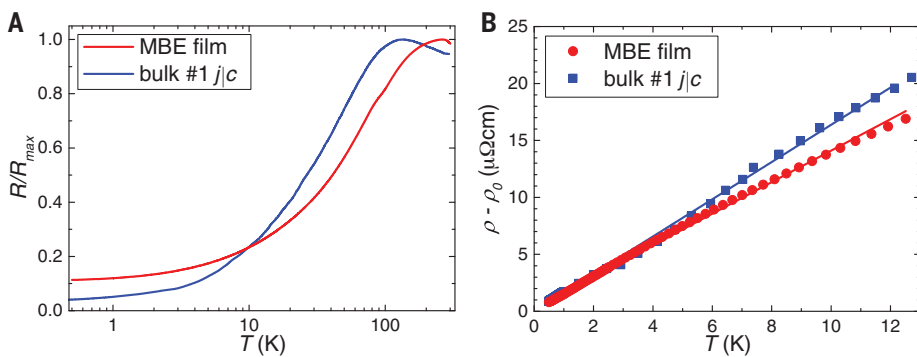 A
1.0
0.8
0.6
0.4
0.2
0.0
R/Rmax
MBE film
bulk #1 j|c
1 10 100
T (K)
B
25
20
15
10
5
0
ρ - ρ0 (μΩcm)
MBE film
bulk #1 j|c
0 2 4 6 8 10 12
T (K)